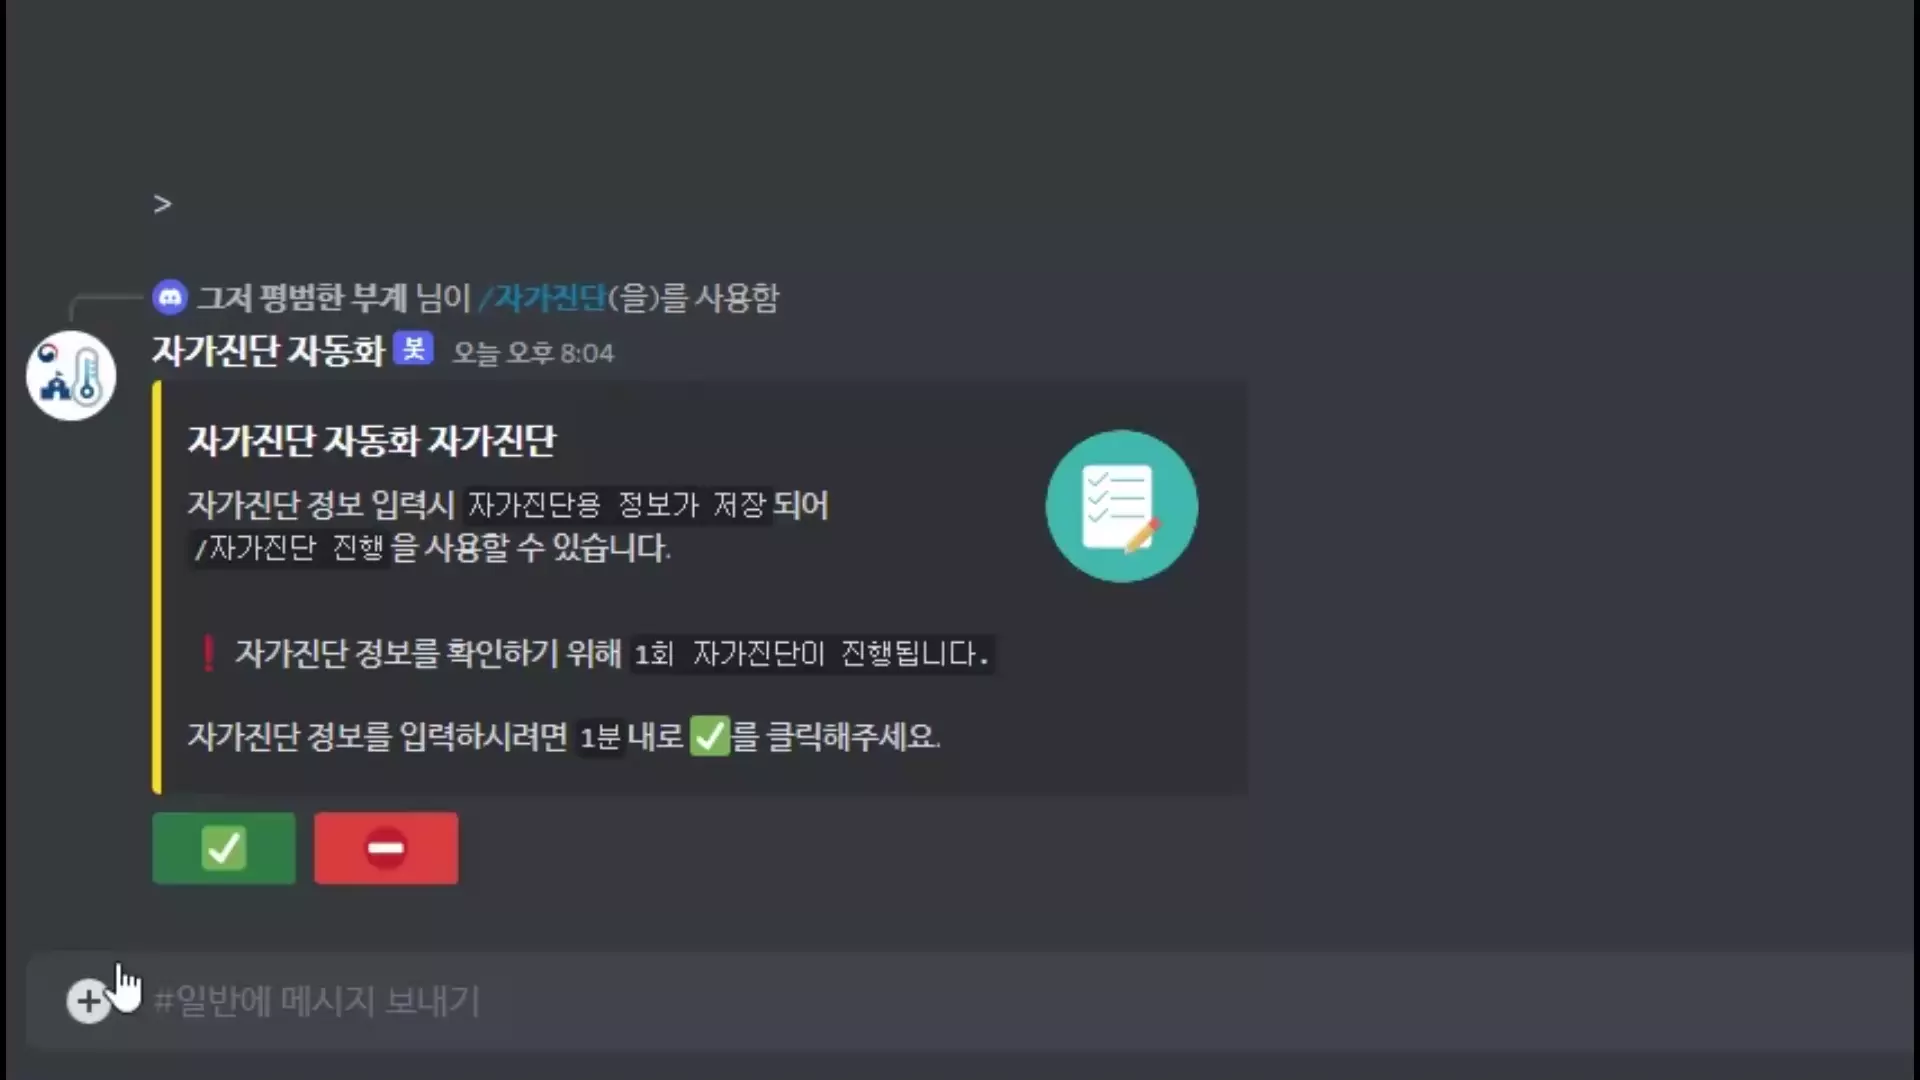 >
그저 평범한 부계 님이 /자가진단(을)를 사용함
자가진단 자동화 봇 오늘 오후 8:04
자가진단 자동화 자가진단
자가진단 정보 입력시 자가진단용 정보가 저장 되어
/자가진단 진행 을 사용할 수 있습니다.
❗ 자가진단 정보를 확인하기 위해 1회 자가진단이 진행됩니다.
자가진단 정보를 입력하시려면 1분 내로 ✅를 클릭해주세요.
#일반에 메시지 보내기